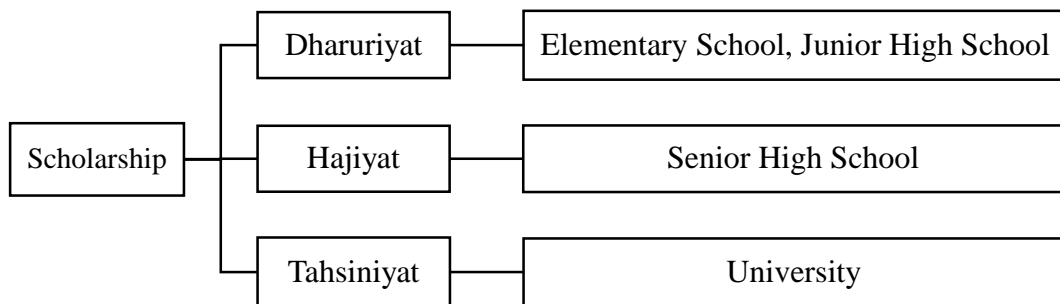 Dharuriyat
Elementary School, Junior High School
Scholarship
Hajiyat
Senior High School
Tahsiniyat
University